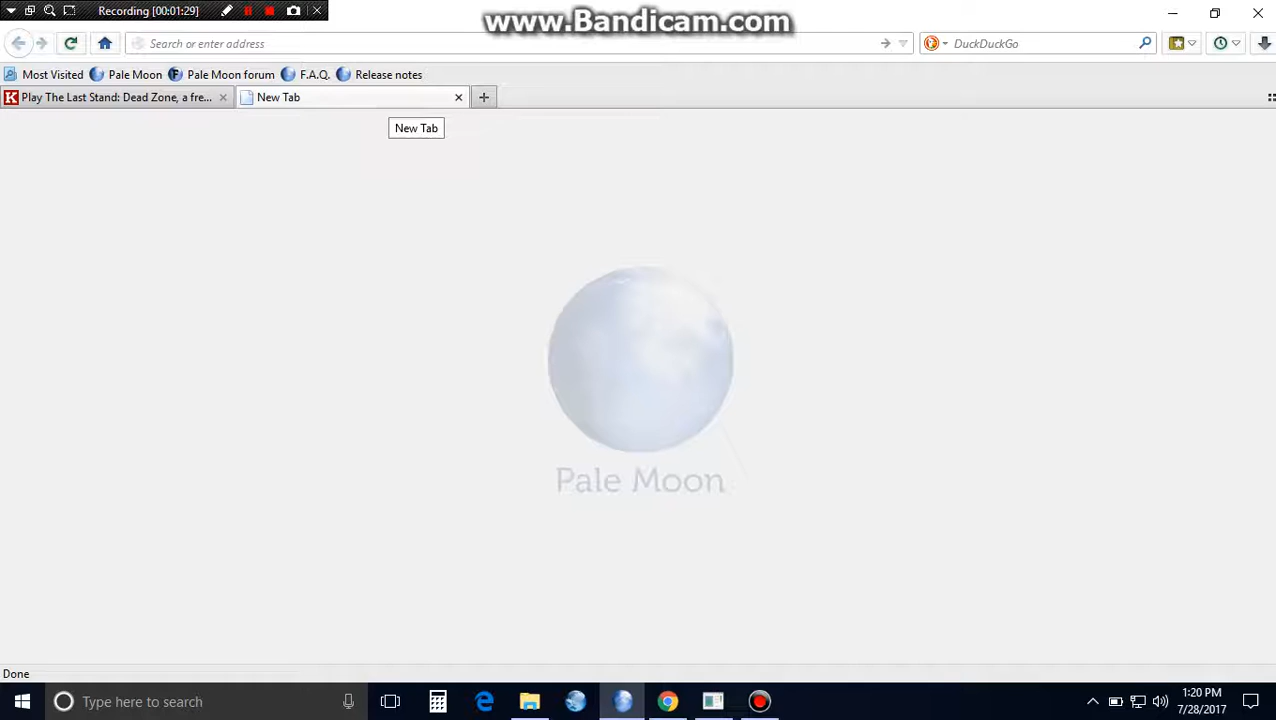 Recording [00:01:29]
www.Bandicam.com
Search or enter address
DuckDuckGo
Most Visited Pale Moon Pale Moon forum F.A.Q. Release notes
Play The Last Stand: Dead Zone, a fre... New Tab
New Tab
Pale Moon
Done
Type here to search
1:20 PM
7/28/2017